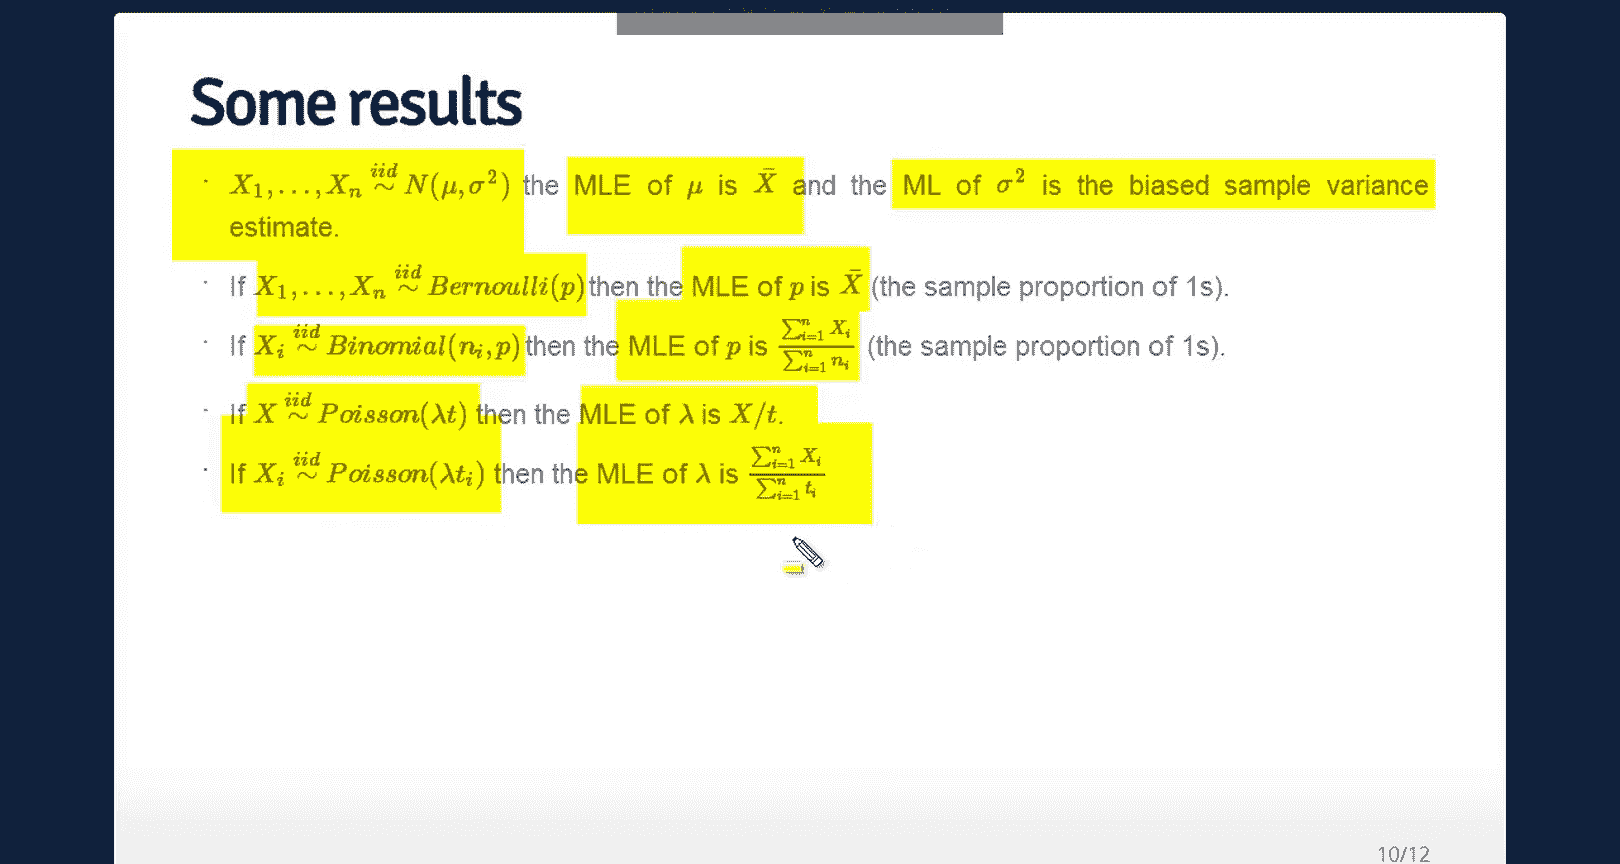 Some results
· X₁, . . . , Xₙ iid ~ N(μ, σ²) the MLE of μ is X̄ and the ML of σ² is the biased sample variance
estimate.
· If X₁, . . . , Xₙ iid ~ Bernoulli(p) then the MLE of p is X̄ (the sample proportion of 1s).
· If Xᵢ iid ~ Binomial(nᵢ, p) then the MLE of p is ∑ⁿᵢ₌₁ Xᵢ / ∑ⁿᵢ₌₁ nᵢ (the sample proportion of 1s).
· If X iid ~ Poisson(λt) then the MLE of λ is X/t.
· If Xᵢ iid ~ Poisson(λtᵢ) then the MLE of λ is ∑ⁿᵢ₌₁ Xᵢ / ∑ⁿᵢ₌₁ tᵢ
10/12